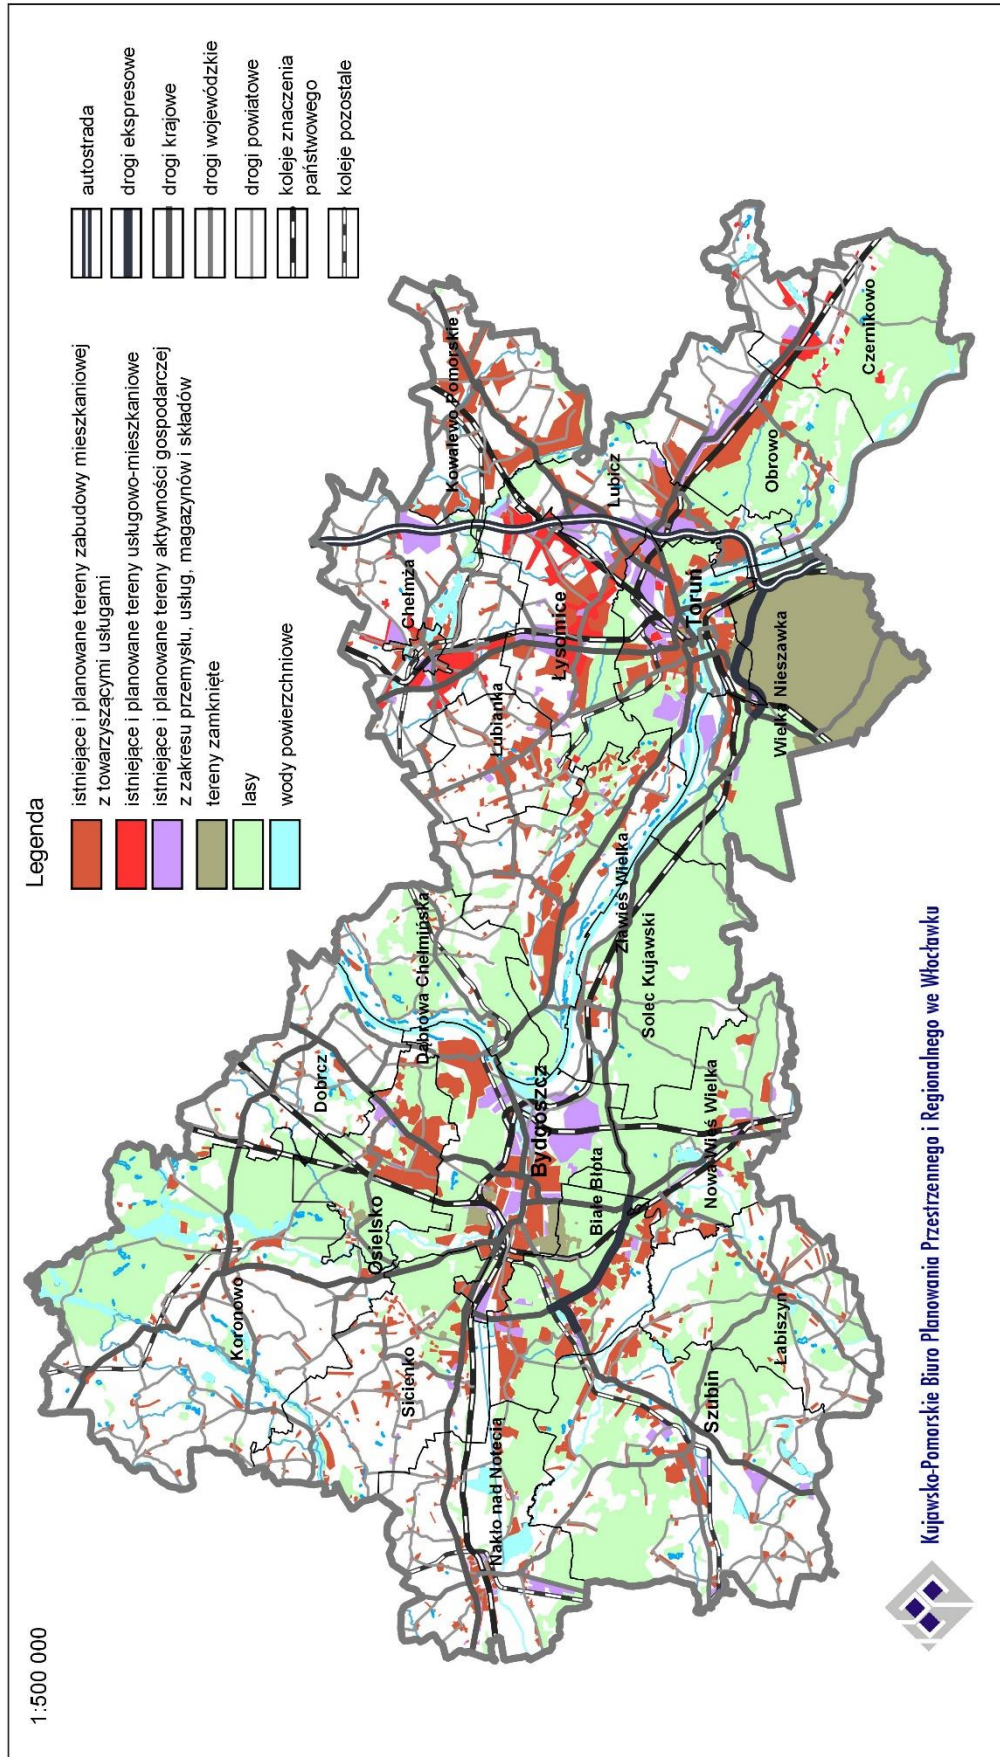 1:500 000
Legenda
istniejące i planowane tereny zabudowy mieszkaniowej
z towarzyszącymi usługami
istniejące i planowane tereny usługowo-mieszkaniowe
istniejące i planowane tereny aktywności gospodarczej
z zakresu przemysłu, usług, magazynów i składów
tereny zamknięte
lasy
wody powierzchniowe
autostrada
drogi ekspresowe
drogi krajowe
drogi wojewódzkie
drogi powiatowe
koleje znaczenia
państwowego
koleje pozostałe
Koronowo
Dobrcz
Osielsko
Sicienko
Dąbrowa Chełmińska
Nakło nad Notecią
Bydgoszcz
Białe Błota
Szubin
Łabiszyn
Nowa Wieś Wielka
Solec Kujawski
Zławieś Wielka
Łubianka
Chełmża
Kowalewo Pomorskie
Łysomice
Lubicz
Toruń
Wielka Nieszawka
Obrowo
Czernikowo
Kujawsko-Pomorskie Biuro Planowania Przestrzennego i Regionalnego we Włocławku